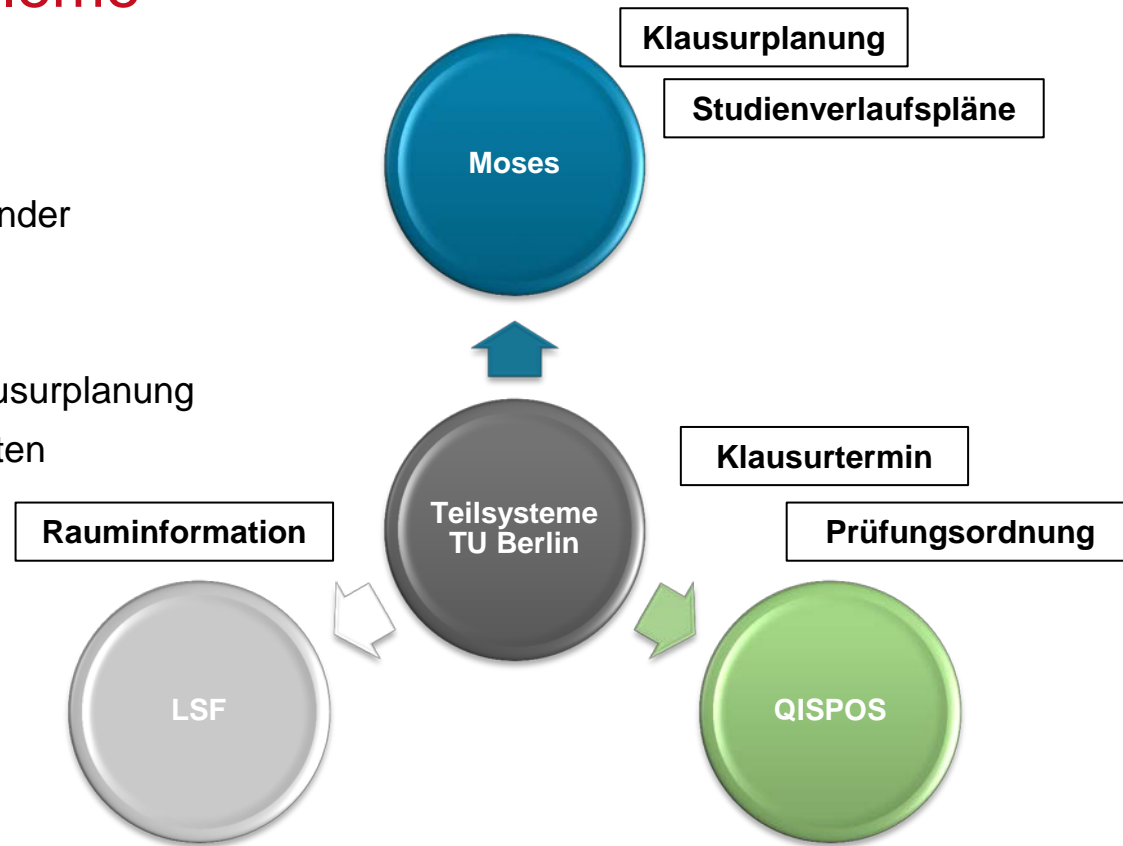 Klausurplanung
Studienverlaufspläne
Moses
nder
usurplanung
ten
Klausurtermin
Teilsysteme
TU Berlin
Rauminformation
Prüfungsordnung
LSF
QISPOS